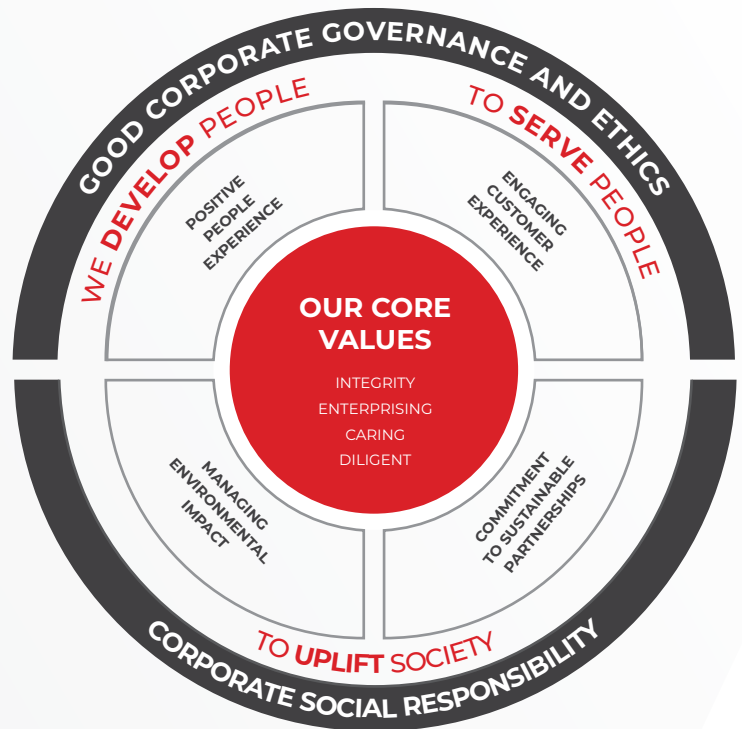 GOOD CORPORATE GOVERNANCE AND ETHICS
WE DEVELOP PEOPLE
TO SERVE PEOPLE
POSITIVE
PEOPLE
EXPERIENCE
ENGAGING
CUSTOMER
EXPERIENCE
OUR CORE
VALUES
INTEGRITY
ENTERPRISING
CARING
DILIGENT
MANAGING
ENVIRONMENTAL
IMPACT
COMMITMENT
TO SUSTAINABLE
PARTNERSHIPS
TO UPLIFT SOCIETY
CORPORATE SOCIAL RESPONSIBILITY